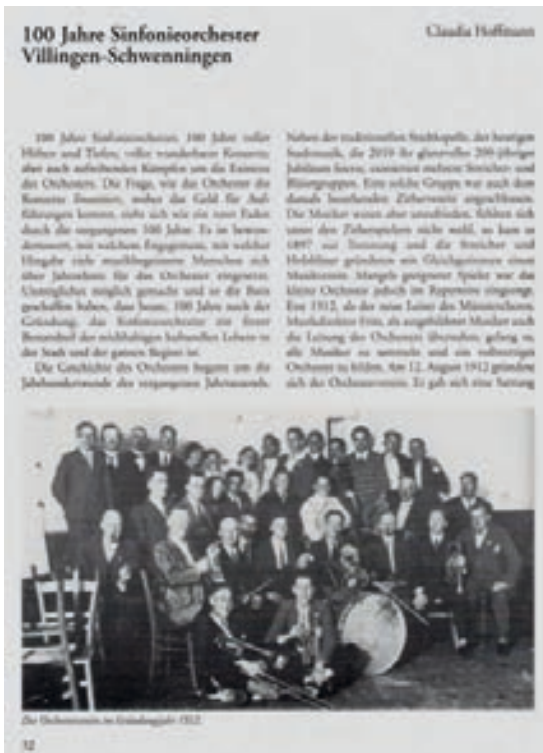 100 Jahre Sinfonieorchester
Villingen-Schwenningen
Claudia Hoffmann
100 Jahre Sinfonieorchester. 100 Jahre voller
Höhen und Tiefen, voller wunderbarer Konzerte,
aber auch aufreibenden Kämpfen um die Existenz
des Orchesters. Die Frage, wie das Orchester die
Konzerte finanziert, woher das Geld für Auf-
führungen kommt, zieht sich wie ein roter Faden
durch die vergangenen 100 Jahre. Es ist bewun-
dernswert, mit welchem Engagement, mit welcher
Hingabe viele musikbegeisterte Menschen sich
über Jahrzehnte für das Orchester eingesetzt,
Unmögliches möglich gemacht und so die Basis
geschaffen haben, dass heute, 100 Jahre nach der
Gründung, das Sinfonieorchester ein fester
Bestandteil des reichhaltigen kulturellen Lebens in
der Stadt und der ganzen Region ist.
Die Geschichte des Orchesters begann um die
Jahrhundertwende des vergangenen Jahrtausends.
Neben der traditionellen Stadtkapelle, der heutigen
Stadtmusik, die 2010 ihr glanzvolles 200-jähriges
Jubiläum feierte, existierten mehrere Streicher- und
Bläsergruppen. Eine solche Gruppe war auch dem
damals bestehenden Zitherverein angeschlossen.
Die Musiker waren aber unzufrieden, fühlten sich
unter den Zitherspielern nicht wohl, so kam es
1897 zur Trennung und die Streicher und
Holzbläser gründeten mit Gleichgesinnten einen
Musikverein. Mangels geeigneter Spieler war das
kleine Orchester jedoch im Repertoire eingeengt.
Erst 1912, als der neue Leiter des Münsterchores,
Musikdirektor Fritz, als ausgebildeter Musiker auch
die Leitung des Orchesters übernahm, gelang es,
alle Musiker zu sammeln und ein vollwertiges
Orchester zu bilden. Am 12. August 1912 gründete
sich der Orchesterverein. Er gab sich eine Satzung
Der Orchesterverein im Gründungsjahr 1912.
32